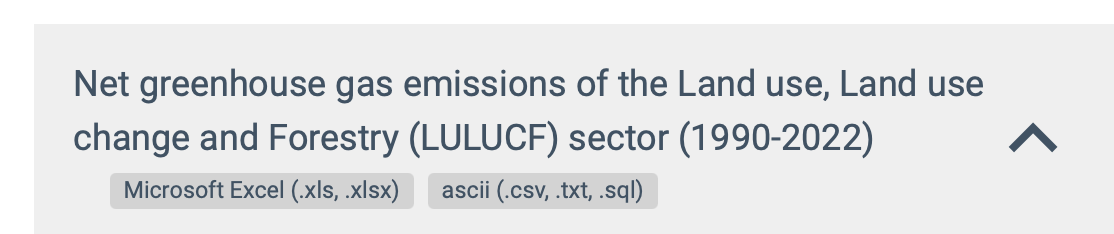 Net greenhouse gas emissions of the Land use, Land use
change and Forestry (LULUCF) sector (1990-2022)
Microsoft Excel (.xls, .xlsx) ascii (.csv, .txt, .sql)